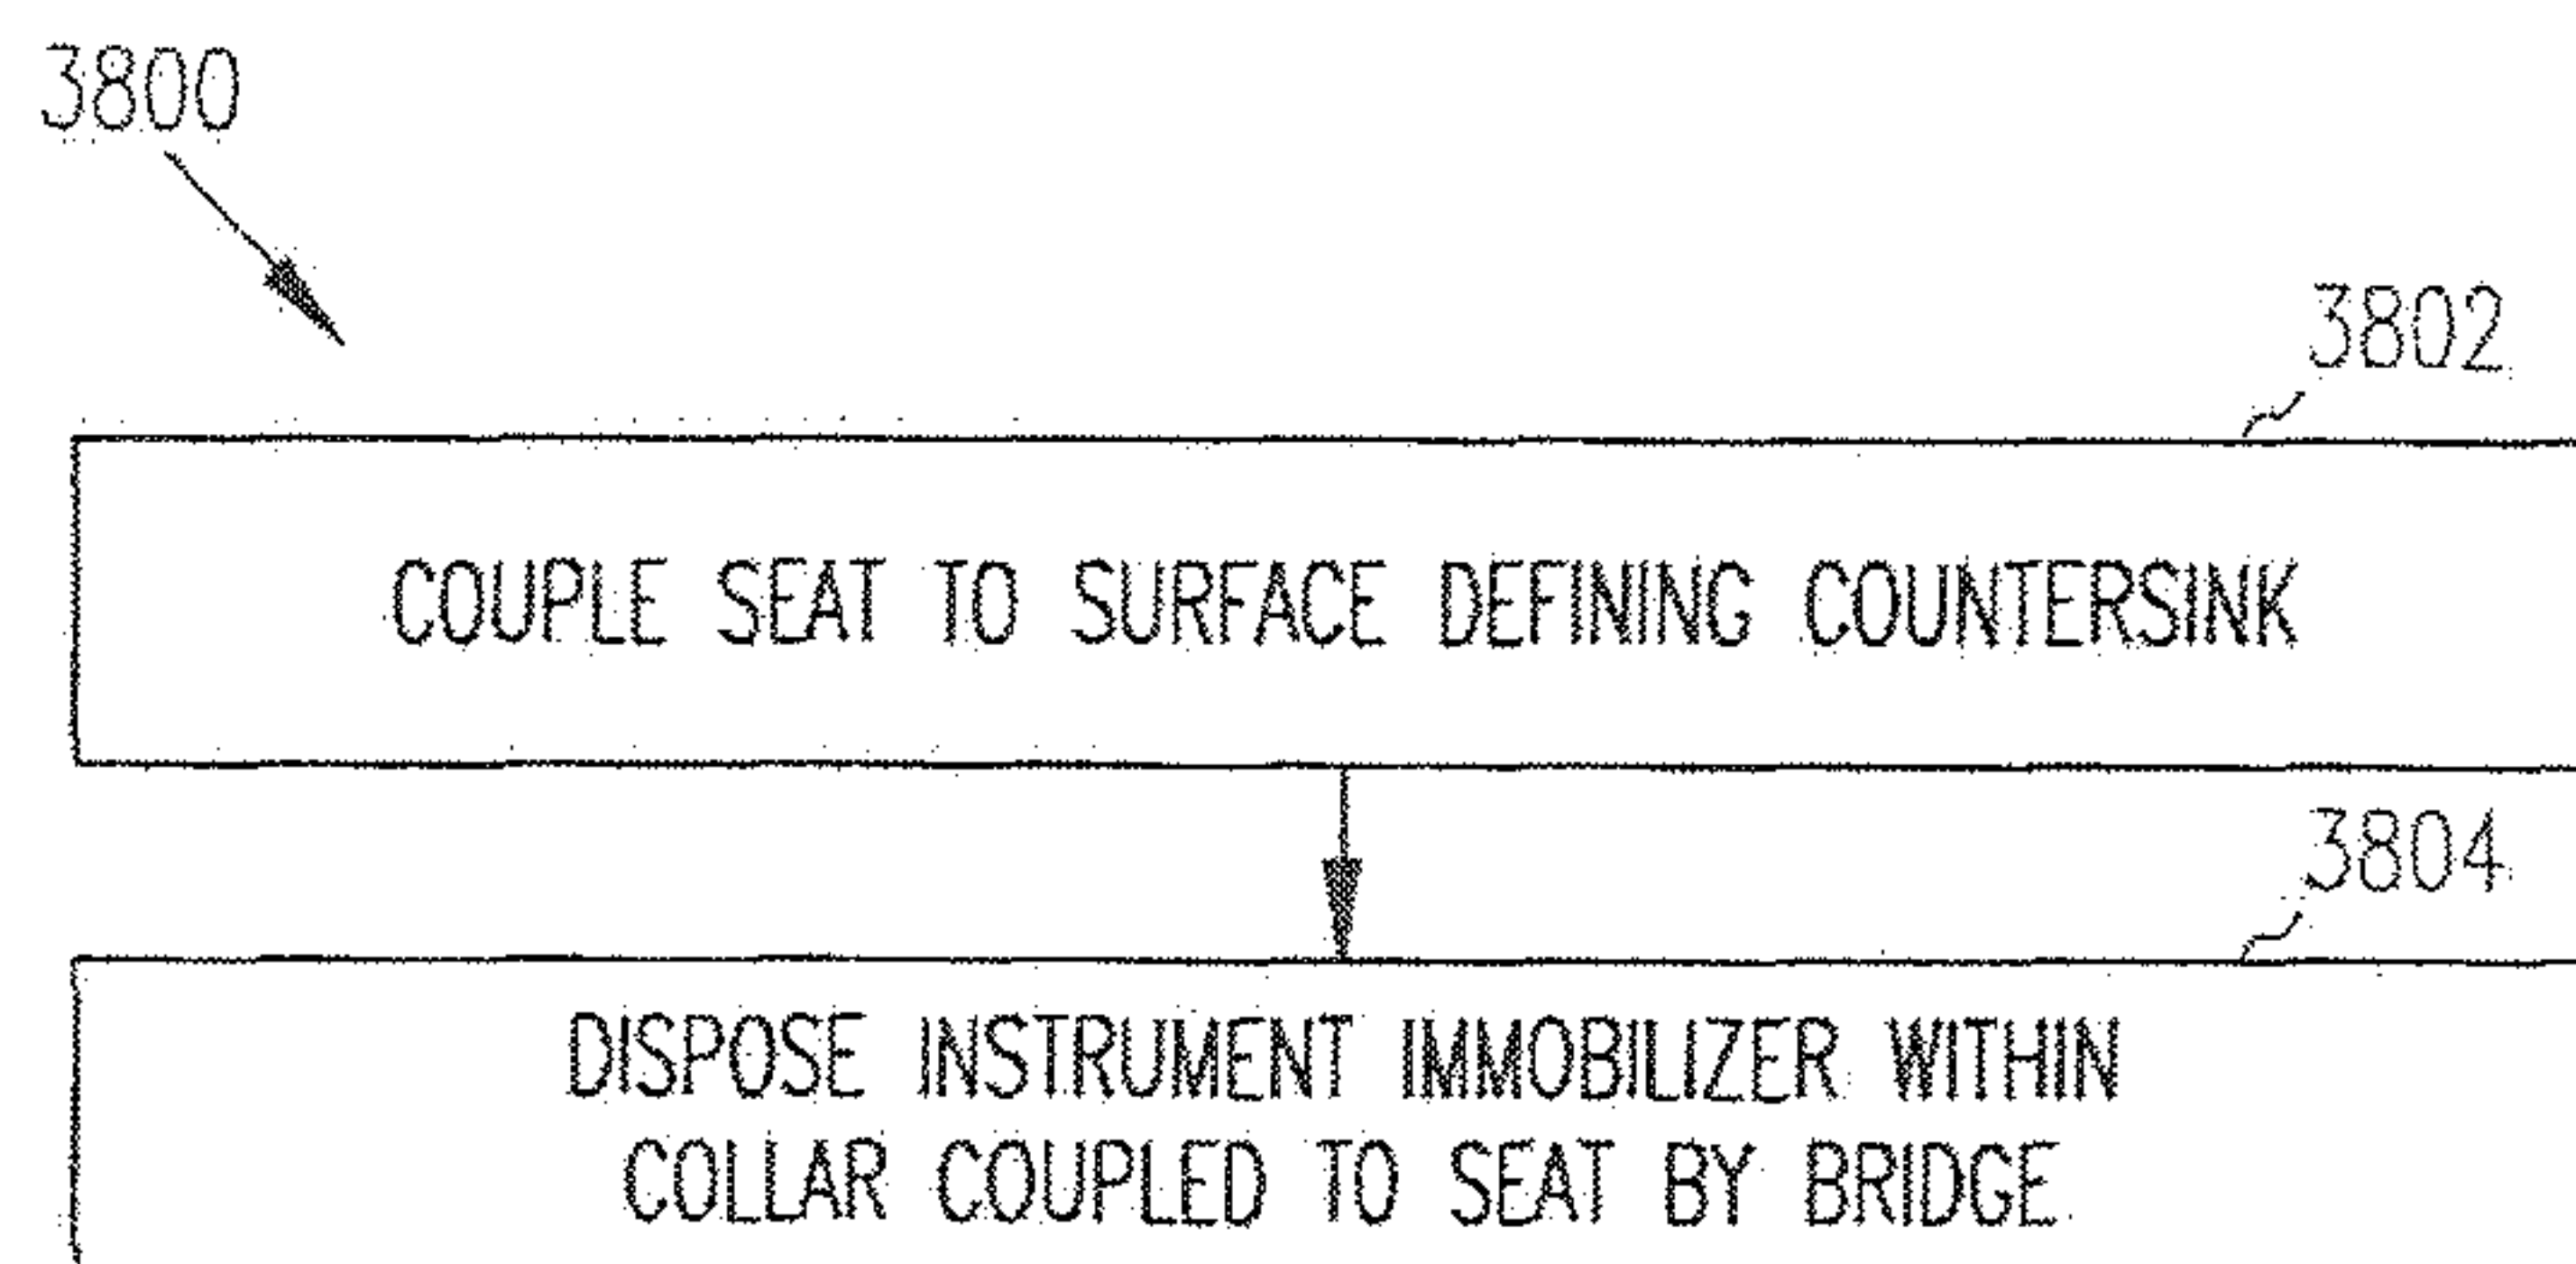 3800
3802
COUPLE SEAT TO SURFACE DEFINING COUNTERSINK
3804
DISPOSE INSTRUMENT IMMOBILIZER WITHIN
COLLAR COUPLED TO SEAT BY BRIDGE